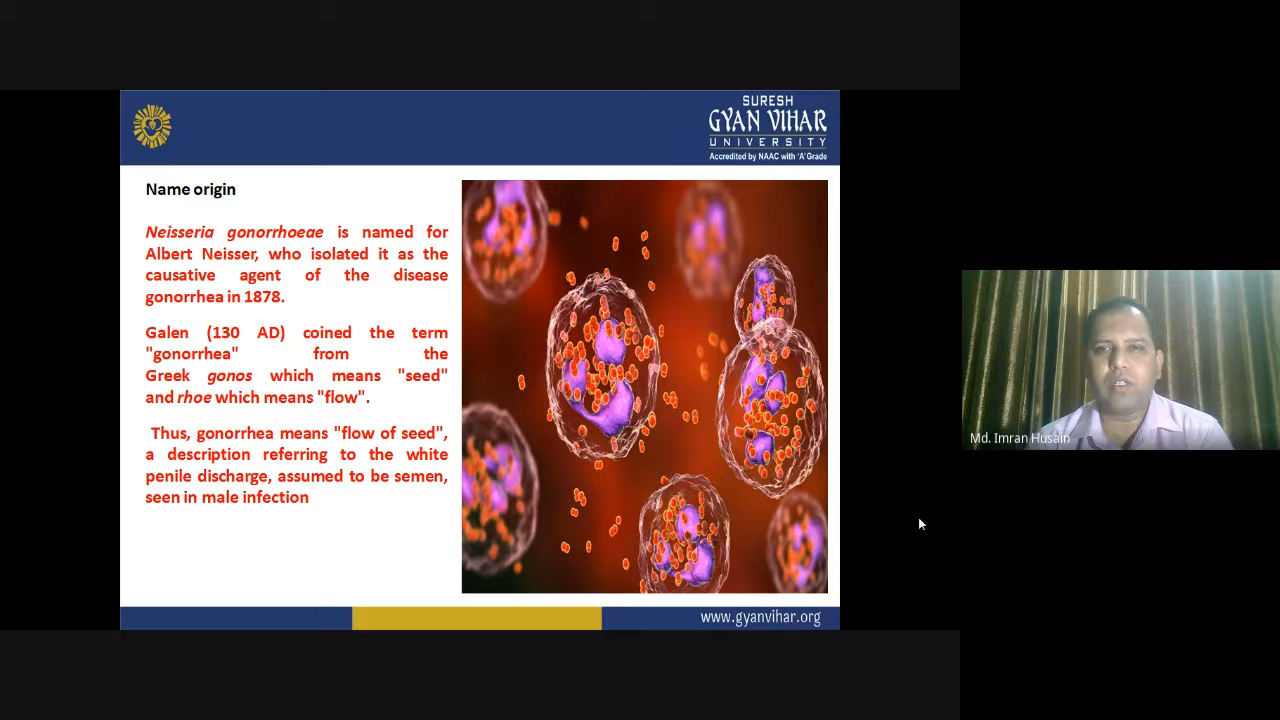 SURESH
GYAN VIHAR
UNIVERSITY
Accredited by NAAC with 'A' Grade
Name origin
Neisseria gonorrhoeae is named for
Albert Neisser, who isolated it as the
causative agent of the disease
gonorrhea in 1878.
Galen (130 AD) coined the term
"gonorrhea" from the
Greek gonos which means "seed"
and rhoe which means "flow".
Thus, gonorrhea means "flow of seed",
a description referring to the white
penile discharge, assumed to be semen,
seen in male infection
Md. Imran Husain
www.gyanvihar.org